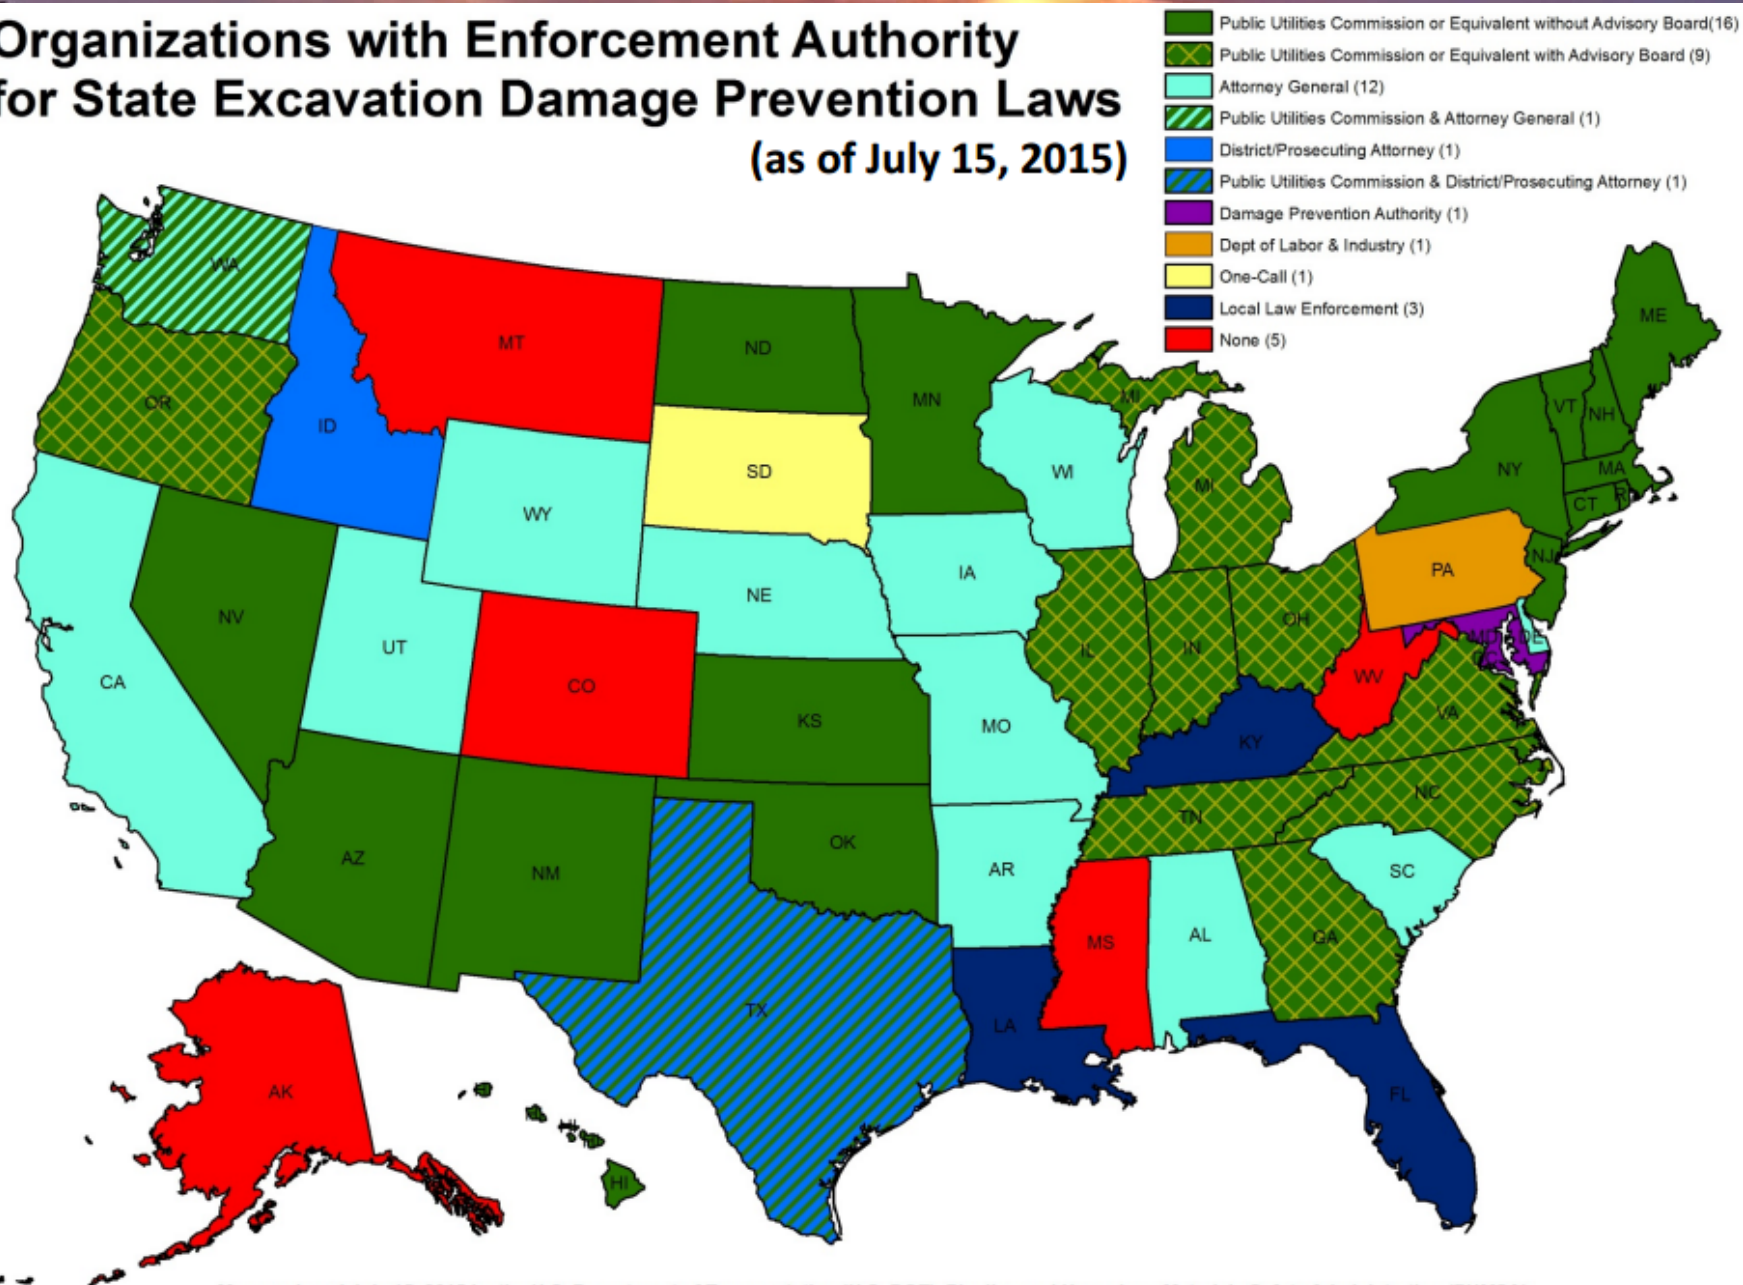 Organizations with Enforcement Authority
for State Excavation Damage Prevention Laws
(as of July 15, 2015)
Public Utilities Commission or Equivalent without Advisory Board(16)
Public Utilities Commission or Equivalent with Advisory Board (9)
Attorney General (12)
Public Utilities Commission & Attorney General (1)
District/Prosecuting Attorney (1)
Public Utilities Commission & District/Prosecuting Attorney (1)
Damage Prevention Authority (1)
Dept of Labor & Industry (1)
One-Call (1)
Local Law Enforcement (3)
None (5)
WA
MT
ND
MN
ME
OR
ID
SD
WI
MI
MI
VT
NH
NY
MA
CT
RI
WY
NE
IA
PA
NJ
NV
UT
CO
KS
MO
IL
IN
OH
WV
MD
DE
VA
CA
KY
AZ
NM
OK
AR
TN
NC
SC
MS
AL
GA
TX
LA
FL
AK
HI
HI